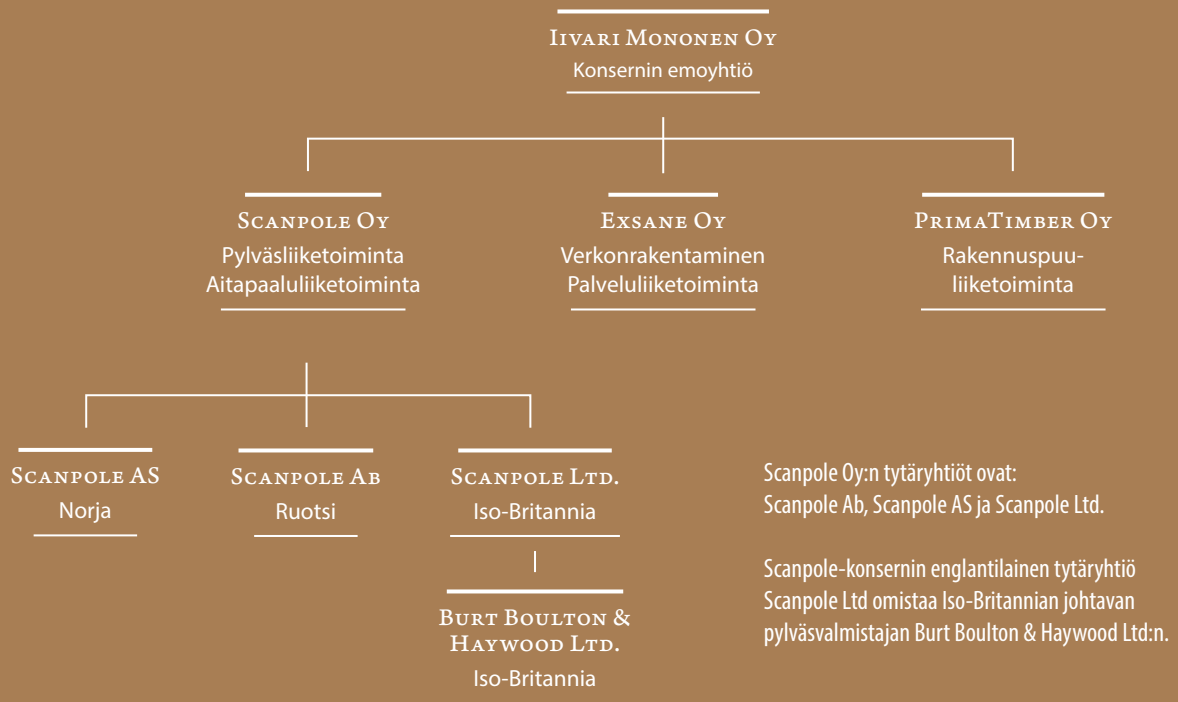 Iivari Mononen Oy
Konsernin emoyhtiö
Scanpole Oy
Pylväsliiketoiminta
Aitapaaluliiketoiminta
Exsane Oy
Verkonrakentaminen
Palveluliiketoiminta
PrimaTimber Oy
Rakennuspuu-
liiketoiminta
Scanpole AS
Norja
Scanpole Ab
Ruotsi
Scanpole Ltd.
Iso-Britannia
Burt Boulton &
Haywood Ltd.
Iso-Britannia
Scanpole Oy:n tytäryhtiöt ovat:
Scanpole Ab, Scanpole AS ja Scanpole Ltd.
Scanpole-konsernin englantilainen tytäryhtiö
Scanpole Ltd omistaa Iso-Britannian johtavan
pylväsvalmistajan Burt Boulton & Haywood Ltd:n.